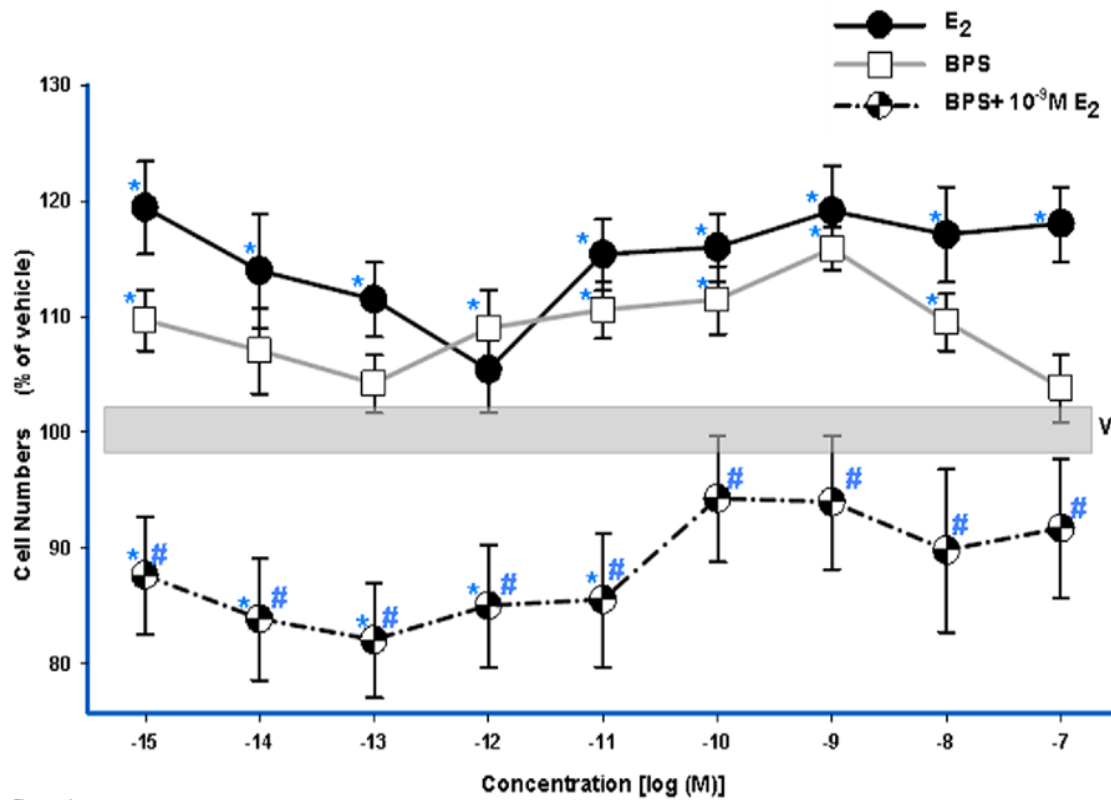 E₂
BPS
BPS+ 10⁻⁹M E₂
130
120
110
100
90
80
Cell Numbers (% of vehicle)
V
* * * * * * * *
* * * * * *
# # # # # # # # #
* * * * *
-15 -14 -13 -12 -11 -10 -9 -8 -7
Concentration [log (M)]